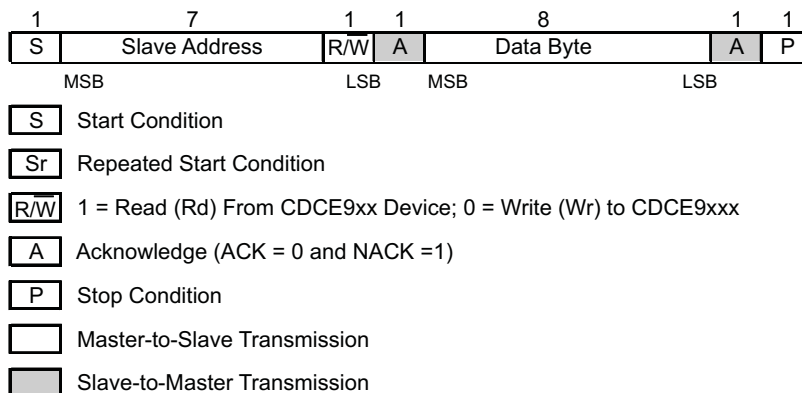 1 7 1 1 8 1 1
S Slave Address R/W̅ A Data Byte A P
MSB LSB MSB LSB
S Start Condition
Sr Repeated Start Condition
R/W̅ 1 = Read (Rd) From CDCE9xx Device; 0 = Write (Wr) to CDCE9xxx
A Acknowledge (ACK = 0 and NACK =1)
P Stop Condition
Master-to-Slave Transmission
Slave-to-Master Transmission